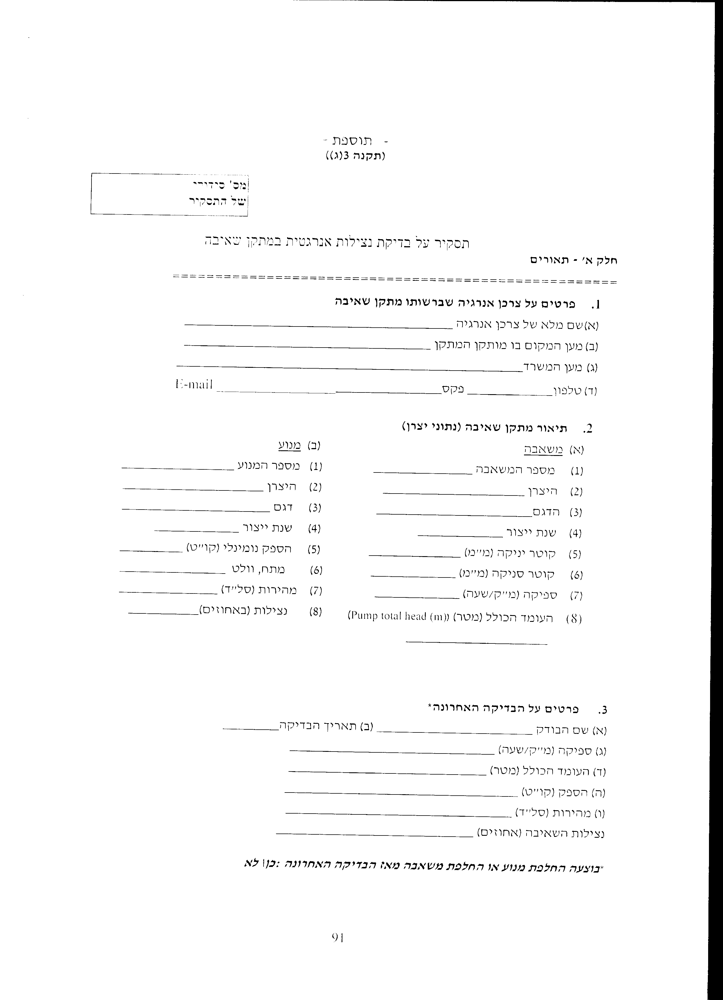 - תוספת -
(תקנה 3(ג))
מס' סידורי
של התסקיר
תסקיר על בדיקת נצילות אנרגטית במתקן שאיבה
חלק א' - תאורים
====================================================
1. פרטים על צרכן אנרגיה שברשותו מתקן שאיבה
(א)שם מלא של צרכן אנרגיה ____________________
(ב) מען המקום בו מותקן המתקן ____________________
(ג) מען המשרד____________________
(ד) טלפון__________ פקס____________________ E-mail
2. תיאור מתקן שאיבה (נתוני יצרן)
(א) משאבה
(1) מספר המשאבה __________
(2) היצרן __________
(3) הדגם__________
(4) שנת ייצור __________
(5) קוטר יניקה (מ"מ) __________
(6) קוטר סניקה (מ"מ) __________
(7) ספיקה (מ"ק/שעה) __________
(8) העומד הכולל (מטר) (Pump total head (m))
__________
(ב) מנוע
(1) מספר המנוע __________
(2) היצרן __________
(3) דגם __________
(4) שנת ייצור __________
(5) הספק נומינלי (קו"ט) __________
(6) מתח, וולט __________
(7) מהירות (סל"ד) __________
(8) נצילות (באחוזים)__________
3. פרטים על הבדיקה האחרונה*
(א) שם הבודק __________ (ב) תאריך הבדיקה__________
(ג) ספיקה (מ"ק/שעה) __________
(ד) העומד הכולל (מטר) __________
(ה) הספק (קו"ט) __________
(ו) מהירות (סל"ד) __________
נצילות השאיבה (אחוזים) __________
*בוצעה החלפת מנוע או החלפת משאבה מאז הבדיקה האחרונה :כן\ לא
91